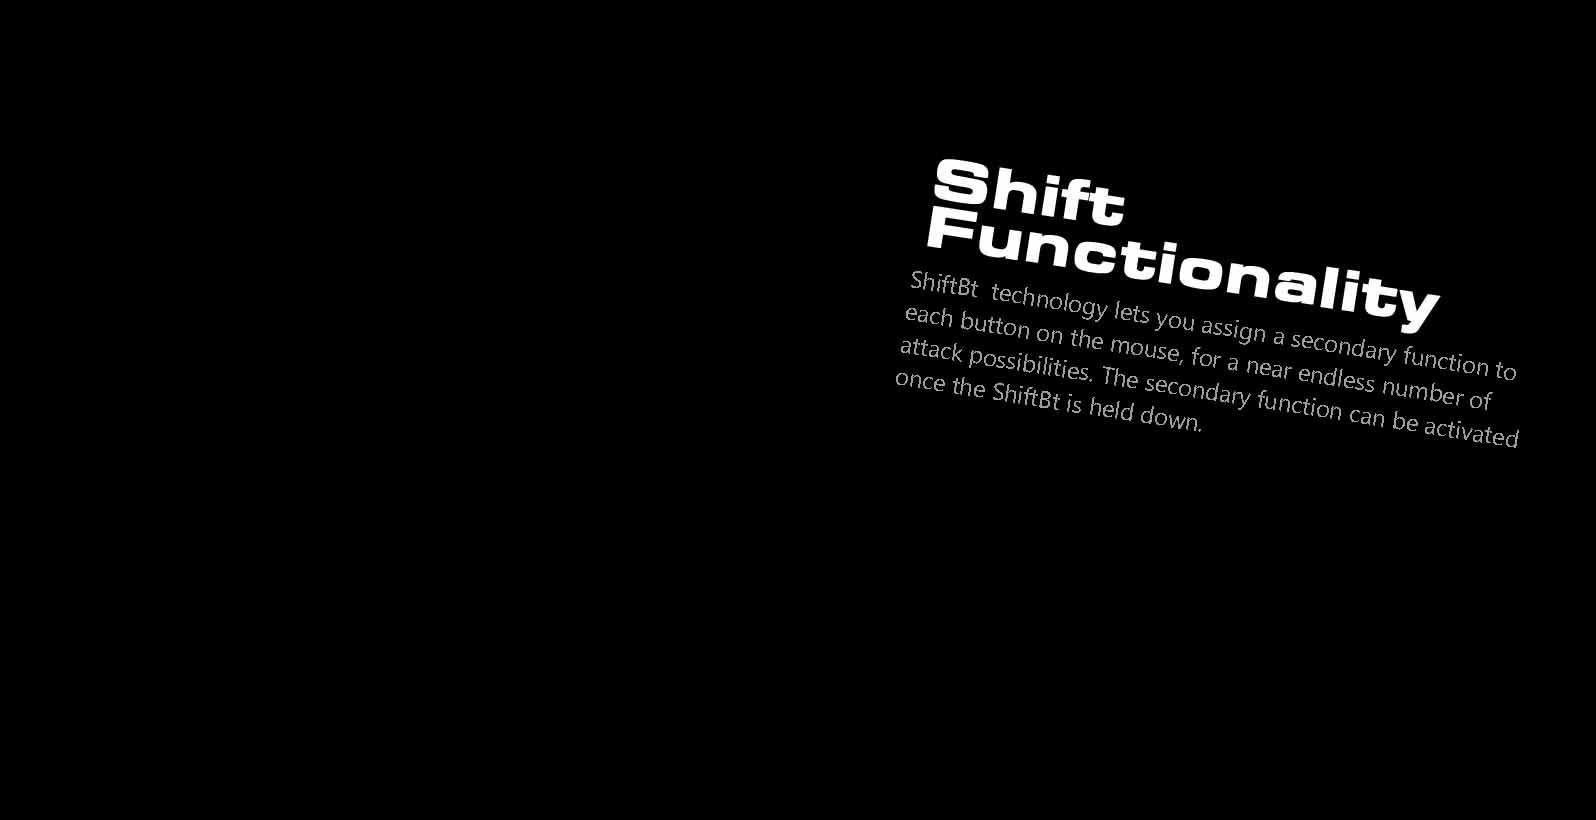 Shift
Functionality
ShiftBt technology lets you assign a secondary function to
each button on the mouse, for a near endless number of
attack possibilities. The secondary function can be activated
once the ShiftBt is held down.